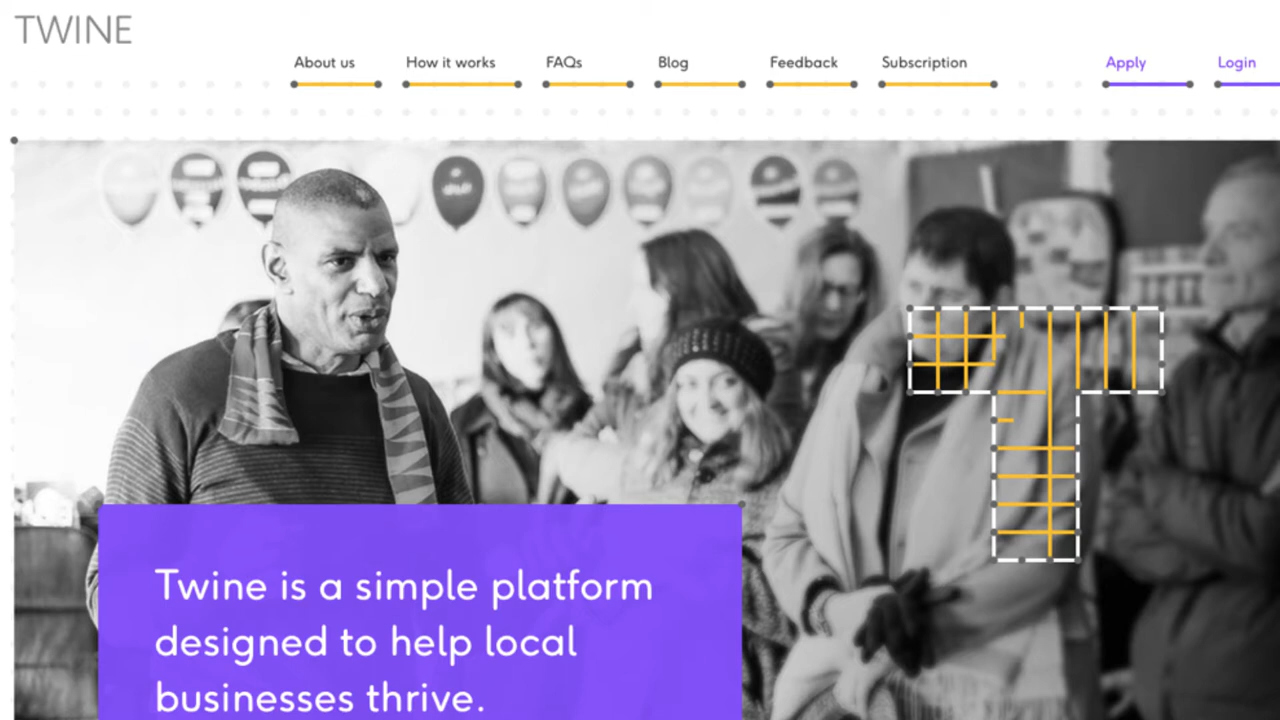 TWINE
About us
How it works
FAQs
Blog
Feedback
Subscription
Apply
Login
Twine is a simple platform
designed to help local
businesses thrive.